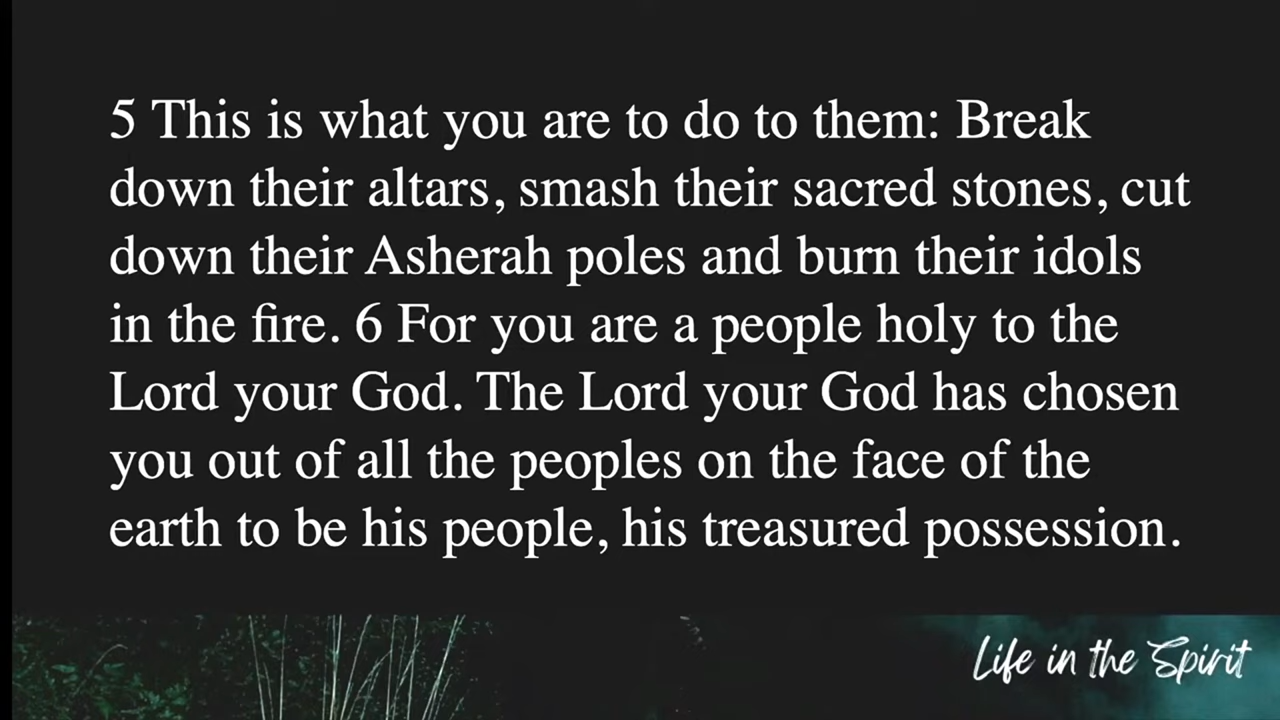 5 This is what you are to do to them: Break
down their altars, smash their sacred stones, cut
down their Asherah poles and burn their idols
in the fire. 6 For you are a people holy to the
Lord your God. The Lord your God has chosen
you out of all the peoples on the face of the
earth to be his people, his treasured possession.
Life in the Spirit